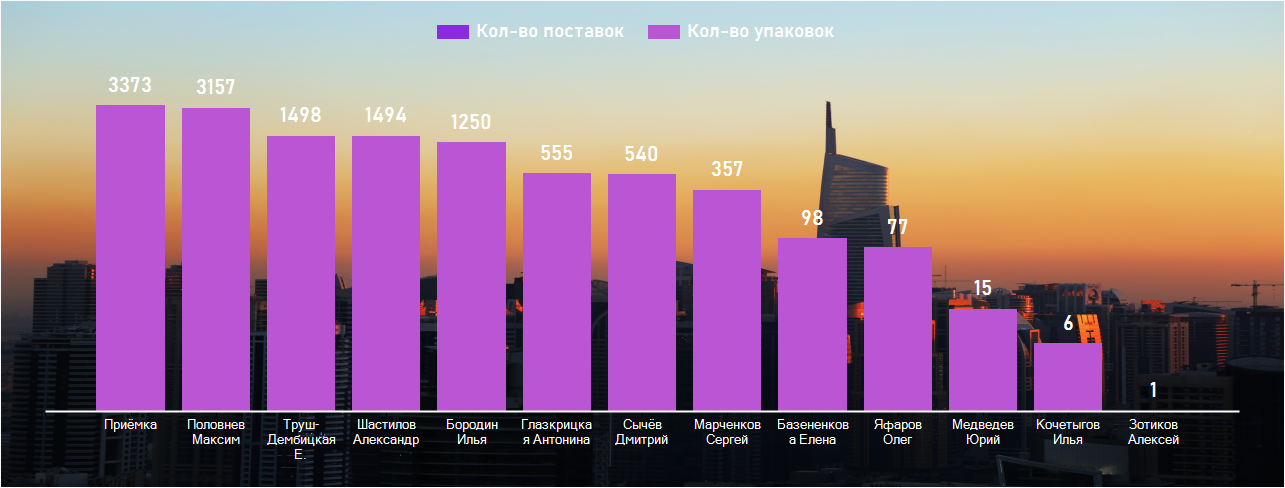 Кол-во поставок Кол-во упаковок
3373 3157 1498 1494 1250 555 540 357 98 77 15 6 1
Приёмка
Половнев
Максим
Труш-
Дембицкая
Е.
Шастилов
Александр
Бородин
Илья
Глазкрицка
я Антонина
Сычёв
Дмитрий
Марченков
Сергей
Базененков
а Елена
Яфаров
Олег
Медведев
Юрий
Кочетыгов
Илья
Зотиков
Алексей